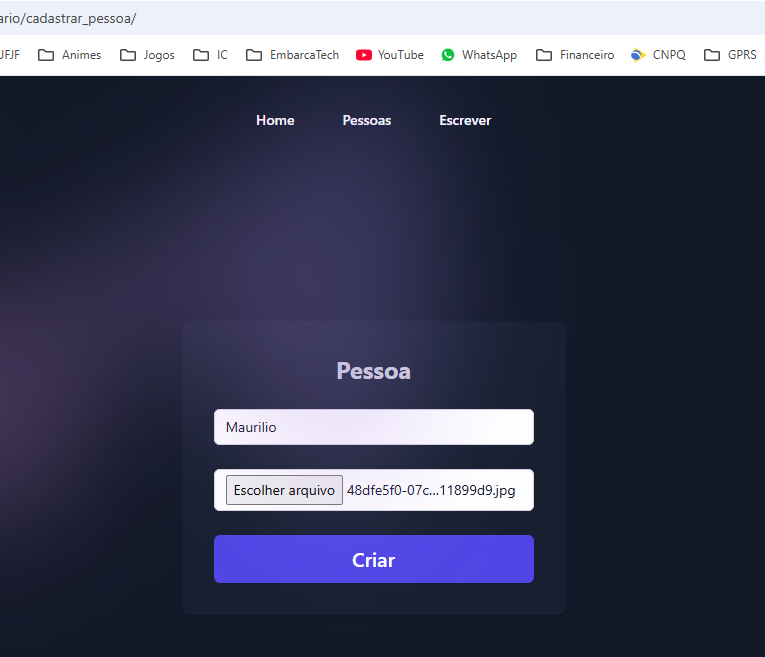 ario/cadastrar_pessoa/
UFJF Animes Jogos IC EmbarcaTech YouTube WhatsApp Financeiro CNPQ GPRS
Home Pessoas Escrever
Pessoa
Maurilio
Escolher arquivo 48dfe5f0-07c...11899d9.jpg
Criar